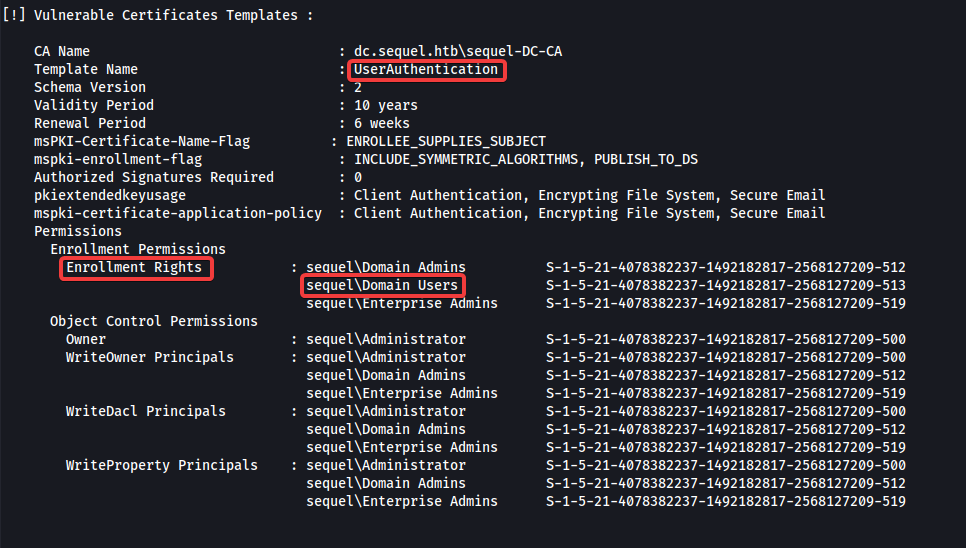 [!] Vulnerable Certificates Templates :
CA Name : dc.sequel.htb\sequel-DC-CA
Template Name : UserAuthentication
Schema Version : 2
Validity Period : 10 years
Renewal Period : 6 weeks
msPKI-Certificate-Name-Flag : ENROLLEE_SUPPLIES_SUBJECT
mspki-enrollment-flag : INCLUDE_SYMMETRIC_ALGORITHMS, PUBLISH_TO_DS
Authorized Signatures Required : 0
pkiextendedkeyusage : Client Authentication, Encrypting File System, Secure Email
mspki-certificate-application-policy : Client Authentication, Encrypting File System, Secure Email
Permissions
Enrollment Permissions
Enrollment Rights : sequel\Domain Admins S-1-5-21-4078382237-1492182817-2568127209-512
sequel\Domain Users S-1-5-21-4078382237-1492182817-2568127209-513
sequel\Enterprise Admins S-1-5-21-4078382237-1492182817-2568127209-519
Object Control Permissions
Owner : sequel\Administrator S-1-5-21-4078382237-1492182817-2568127209-500
WriteOwner Principals : sequel\Administrator S-1-5-21-4078382237-1492182817-2568127209-500
sequel\Domain Admins S-1-5-21-4078382237-1492182817-2568127209-512
sequel\Enterprise Admins S-1-5-21-4078382237-1492182817-2568127209-519
WriteDacl Principals : sequel\Administrator S-1-5-21-4078382237-1492182817-2568127209-500
sequel\Domain Admins S-1-5-21-4078382237-1492182817-2568127209-512
sequel\Enterprise Admins S-1-5-21-4078382237-1492182817-2568127209-519
WriteProperty Principals : sequel\Administrator S-1-5-21-4078382237-1492182817-2568127209-500
sequel\Domain Admins S-1-5-21-4078382237-1492182817-2568127209-512
sequel\Enterprise Admins S-1-5-21-4078382237-1492182817-2568127209-519